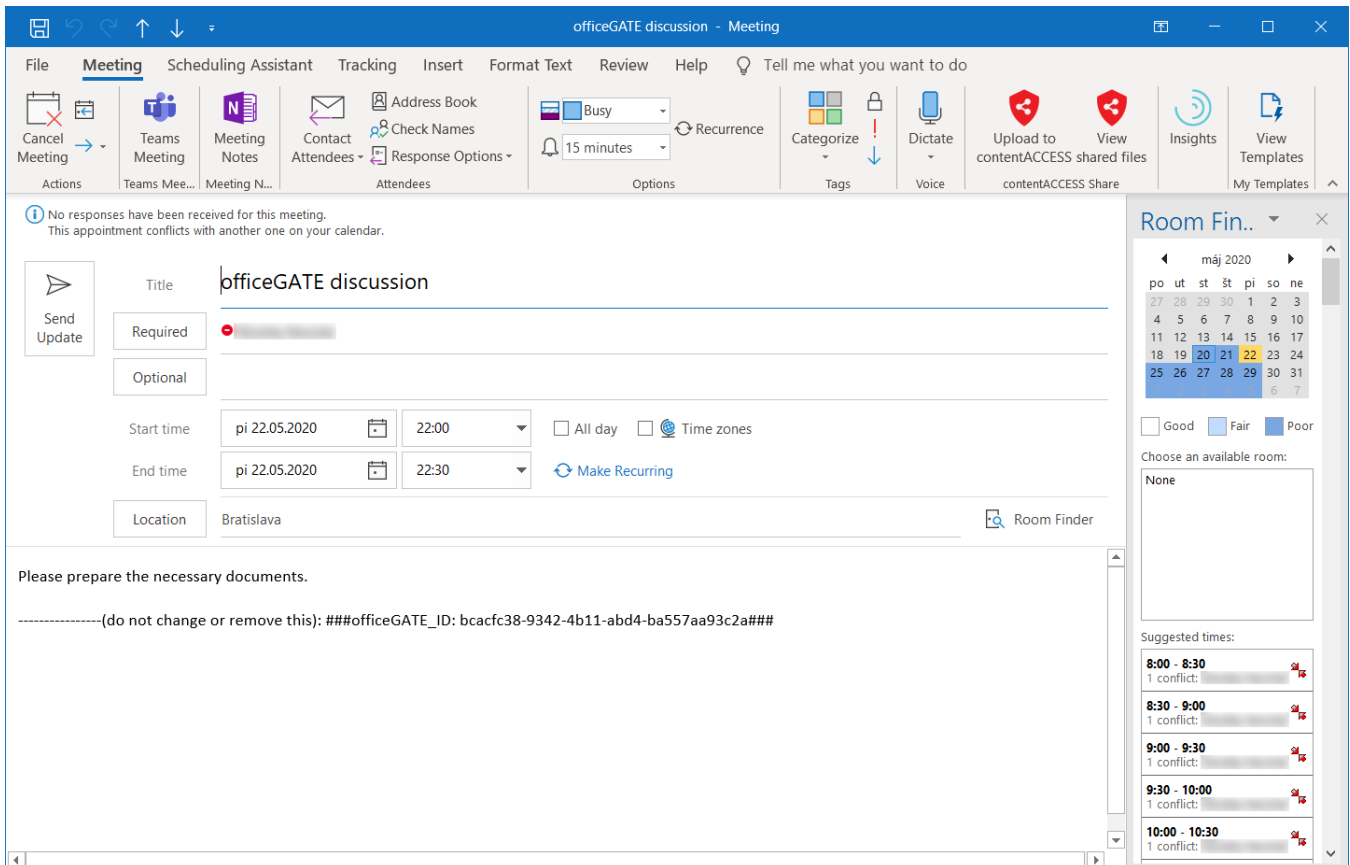 officeGATE discussion - Meeting
File Meeting Scheduling Assistant Tracking Insert Format Text Review Help Tell me what you want to do
Cancel Meeting
Actions
Teams Meeting
Teams Mee...
Meeting Notes
Meeting N...
Contact Attendees
Address Book
Check Names
Response Options
Attendees
Busy
15 minutes
Recurrence
Options
Categorize
Tags
Dictate
Voice
Upload to contentACCESS
View shared files
contentACCESS Share
Insights
View Templates
My Templates
No responses have been received for this meeting.
This appointment conflicts with another one on your calendar.
Send Update
Title officeGATE discussion
Required
Optional
Start time pi 22.05.2020 22:00 All day Time zones
End time pi 22.05.2020 22:30 Make Recurring
Location Bratislava Room Finder
Please prepare the necessary documents.
----------------(do not change or remove this): ###officeGATE_ID: bcacfc38-9342-4b11-abd4-ba557aa93c2a###
Room Fin..
máj 2020
po ut st št pi so ne
27 28 29 30 1 2 3
4 5 6 7 8 9 10
11 12 13 14 15 16 17
18 19 20 21 22 23 24
25 26 27 28 29 30 31
1 2 3 4 5 6 7
Good Fair Poor
Choose an available room:
None
Suggested times:
8:00 - 8:30
1 conflict:
8:30 - 9:00
1 conflict:
9:00 - 9:30
1 conflict:
9:30 - 10:00
1 conflict:
10:00 - 10:30
1 conflict: